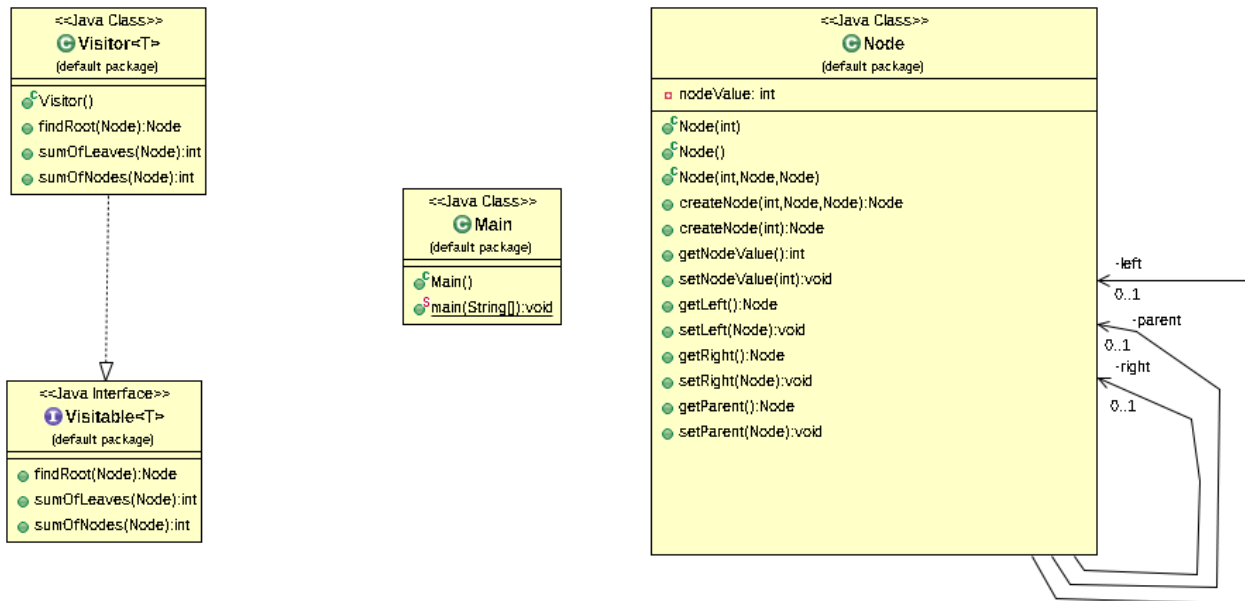 <<Java Class>>
Visitor<T>
(default package)
Visitor()
findRoot(Node):Node
sumOfLeaves(Node):int
sumOfNodes(Node):int
<<Java Interface>>
Visitable<T>
(default package)
findRoot(Node):Node
sumOfLeaves(Node):int
sumOfNodes(Node):int
<<Java Class>>
Main
(default package)
Main()
main(String[]):void
<<Java Class>>
Node
(default package)
nodeValue: int
Node(int)
Node()
Node(int,Node,Node)
createNode(int,Node,Node):Node
createNode(int):Node
getNodeValue():int
setNodeValue(int):void
getLeft():Node
setLeft(Node):void
getRight():Node
setRight(Node):void
getParent():Node
setParent(Node):void
-left
0..1
-parent
0..1
-right
0..1